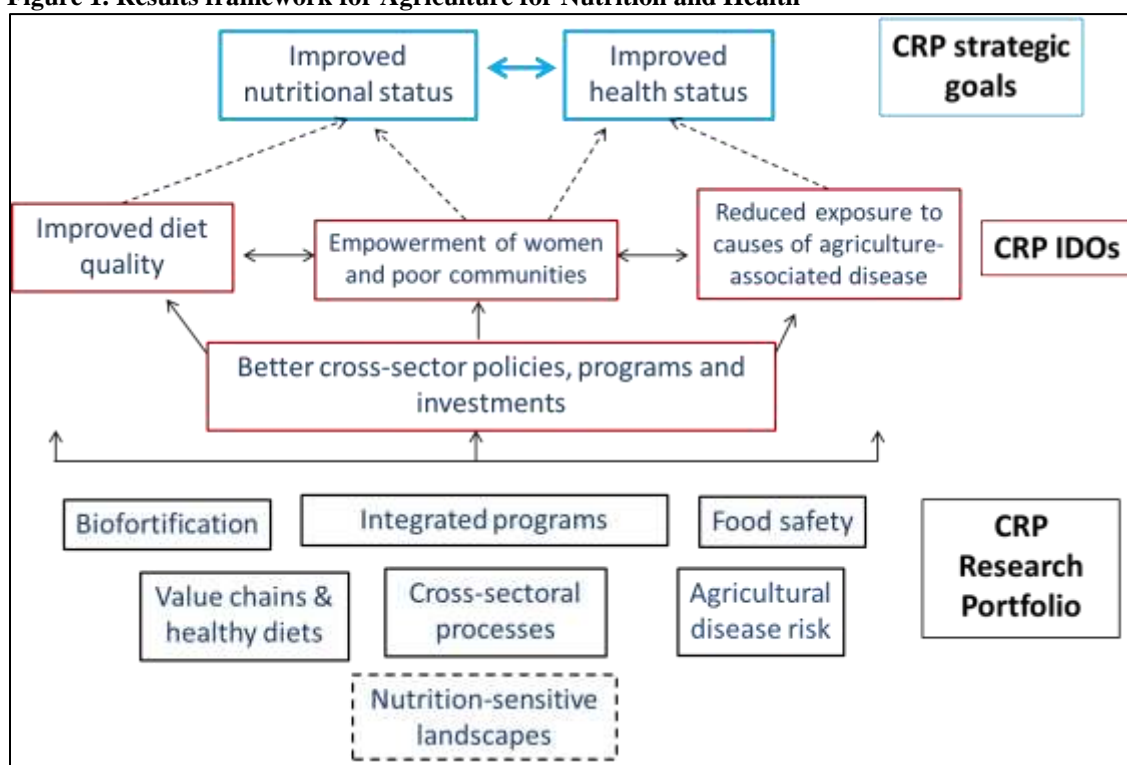 Figure 1. Results framework for Agriculture for Nutrition and Health
Improved
nutritional status
Improved
health status
CRP strategic
goals
Improved diet
quality
Empowerment of women
and poor communities
Reduced exposure to
causes of agriculture-
associated disease
CRP IDOs
Better cross-sector policies, programs and
investments
Biofortification
Integrated programs
Food safety
CRP
Research
Portfolio
Value chains &
healthy diets
Cross-sectoral
processes
Agricultural
disease risk
Nutrition-sensitive
landscapes